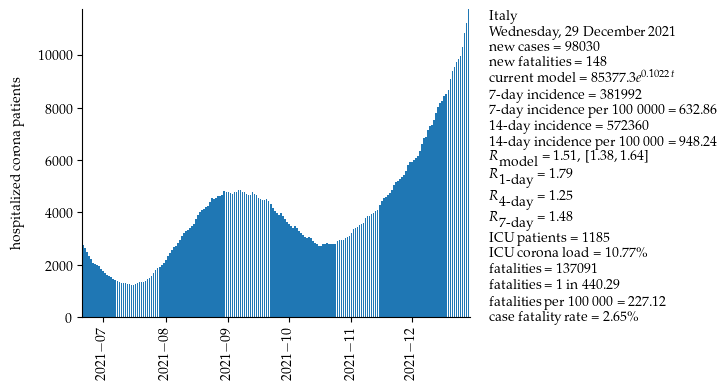 hospitalized corona patients
10000
8000
6000
4000
2000
0
2021−07
2021−08
2021−09
2021−10
2021−11
2021−12
Italy
Wednesday, 29 December 2021
new cases = 98030
new fatalities = 148
current model = 85377.3e^0.1022 t
7-day incidence = 381992
7-day incidence per 100 0000 = 632.86
14-day incidence = 572360
14-day incidence per 100 000 = 948.24
R_model = 1.51, [1.38, 1.64]
R_1-day = 1.79
R_4-day = 1.25
R_7-day = 1.48
ICU patients = 1185
ICU corona load = 10.77%
fatalities = 137091
fatalities = 1 in 440.29
fatalities per 100 000 = 227.12
case fatality rate = 2.65%